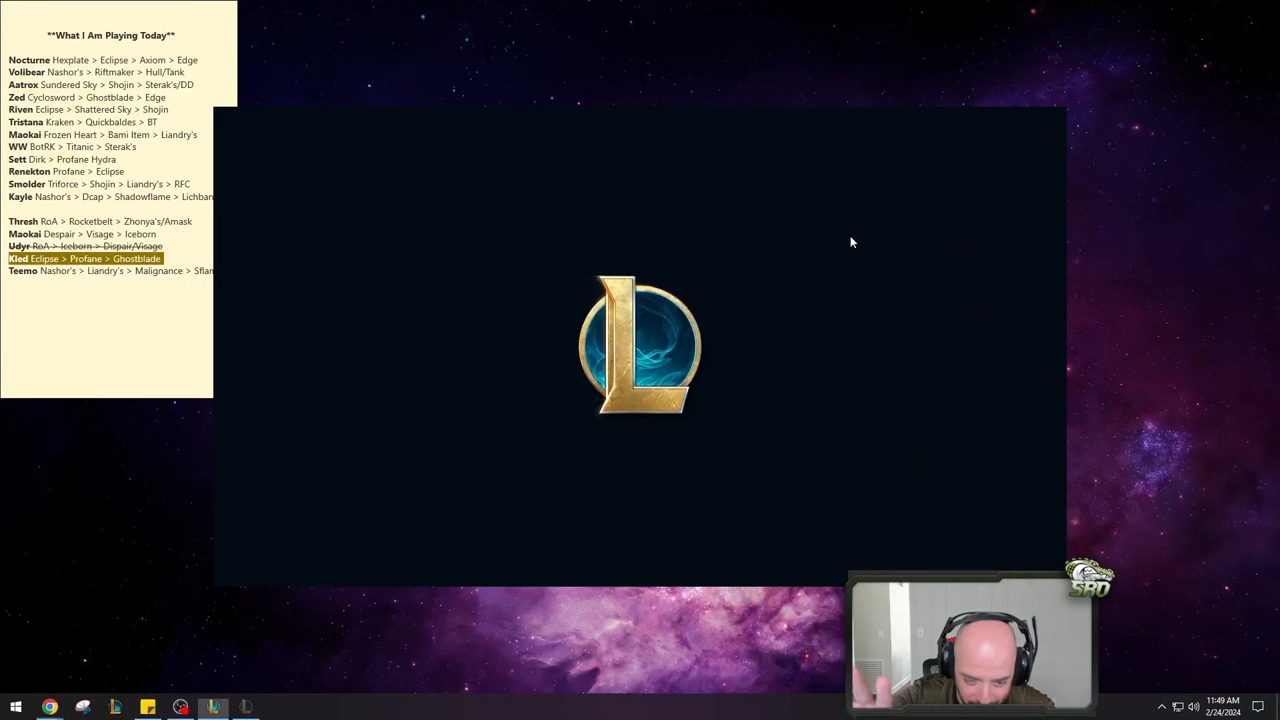 **What I Am Playing Today**
Nocturne Hexplate > Eclipse > Axiom > Edge
Volibear Nashor's > Riftmaker > Hull/Tank
Aatrox Sundered Sky > Shojin > Sterak's/DD
Zed Cyclosword > Ghostblade > Edge
Riven Eclipse > Shattered Sky > Shojin
Tristana Kraken > Quickbaldes > BT
Maokai Frozen Heart > Bami Item > Liandry's
WW BotRK > Titanic > Sterak's
Sett Dirk > Profane Hydra
Renekton Profane > Eclipse
Smolder Triforce > Shojin > Liandry's > RFC
Kayle Nashor's > Dcap > Shadowflame > Lichban
Thresh RoA > Rocketbelt > Zhonya's/Amask
Maokai Despair > Visage > Iceborn
Udyr RoA > Iceborn > Dispair/Visage
Kled Eclipse > Profane > Ghostblade
Teemo Nashor's > Liandry's > Malignance > Sflan
L
SRO
11:49 AM
2/24/2024